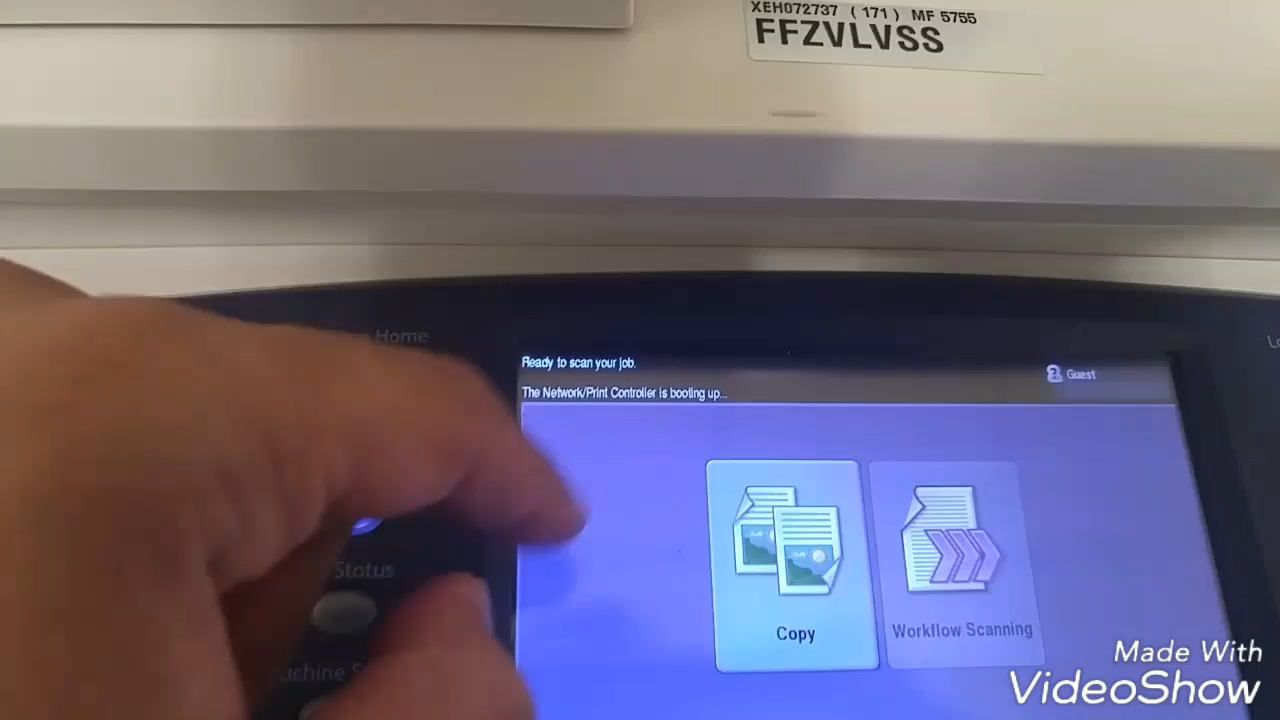 XEH072737 ( 171 ) MF 5755
FFZVLVSS
Home
Ready to scan your job.
Guest
The Network/Print Controller is booting up...
Status
Copy
Workflow Scanning
Made With
VideoShow